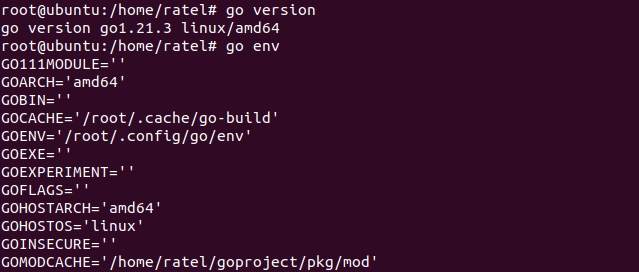 root@ubuntu:/home/ratel# go version
go version go1.21.3 linux/amd64
root@ubuntu:/home/ratel# go env
GO111MODULE=''
GOARCH='amd64'
GOBIN=''
GOCACHE='/root/.cache/go-build'
GOENV='/root/.config/go/env'
GOEXE=''
GOEXPERIMENT=''
GOFLAGS=''
GOHOSTARCH='amd64'
GOHOSTOS='linux'
GOINSECURE=''
GOMODCACHE='/home/ratel/goproject/pkg/mod'